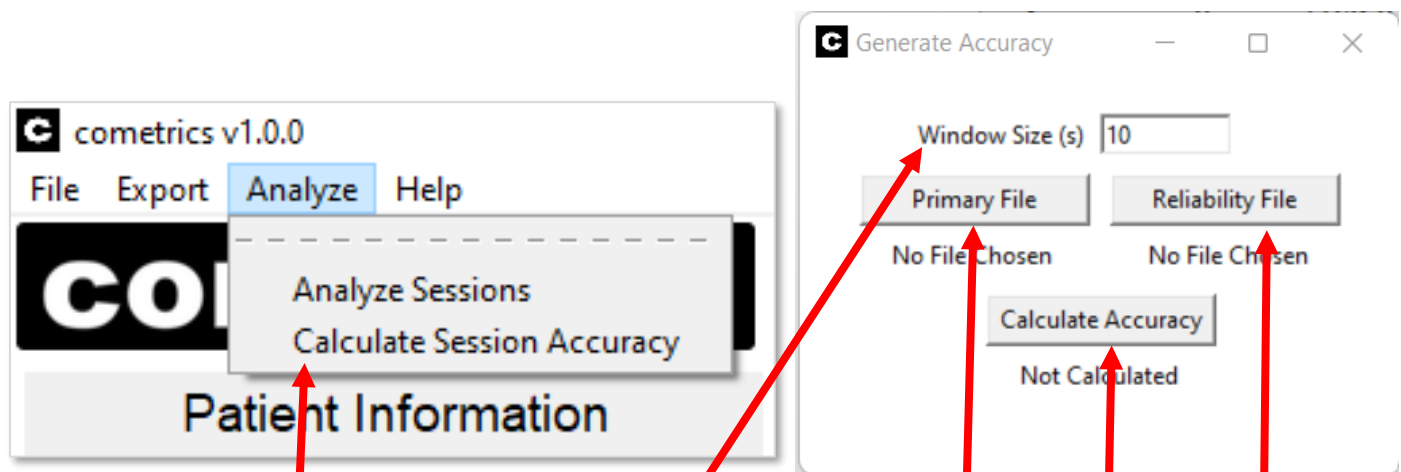 cometrics v1.0.0
File Export Analyze Help
Analyze Sessions
Calculate Session Accuracy
Patient Information
Generate Accuracy
Window Size (s) 10
Primary File Reliability File
No File Chosen No File Chosen
Calculate Accuracy
Not Calculated